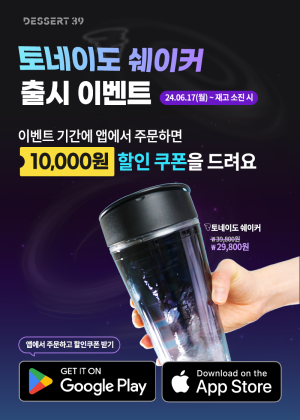 DESSERT 39
토네이도 쉐이커
출시 이벤트
24.06.17(월) ~ 재고 소진 시
이벤트 기간에 앱에서 주문하면
10,000원 할인 쿠폰을 드려요
토네이도 쉐이커
₩39,800원
₩29,800원
앱에서 주문하고 할인쿠폰 받기
GET IT ON
Google Play
Download on the
App Store